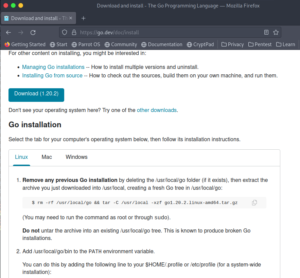 Download and install - The Go Programming Language — Mozilla Firefox
Download and install - T
https://go.dev/doc/install
Getting Started Start Parrot OS Community Documentation CryptPad Privacy Pentest Learn
For other content on installing, you might be interested in:
• Managing Go installations -- How to install multiple versions and uninstall.
• Installing Go from source -- How to check out the sources, build them on your own machine, and run them.
Download (1.20.2)
Don't see your operating system here? Try one of the other downloads.
Go installation
Select the tab for your computer's operating system below, then follow its installation instructions.
Linux Mac Windows
1. Remove any previous Go installation by deleting the /usr/local/go folder (if it exists), then extract the
archive you just downloaded into /usr/local, creating a fresh Go tree in /usr/local/go:
$ rm -rf /usr/local/go && tar -C /usr/local -xzf go1.20.2.linux-amd64.tar.gz
(You may need to run the command as root or through sudo).
Do not untar the archive into an existing /usr/local/go tree. This is known to produce broken Go
installations.
2. Add /usr/local/go/bin to the PATH environment variable.
You can do this by adding the following line to your $HOME/.profile or /etc/profile (for a system-wide
installation):